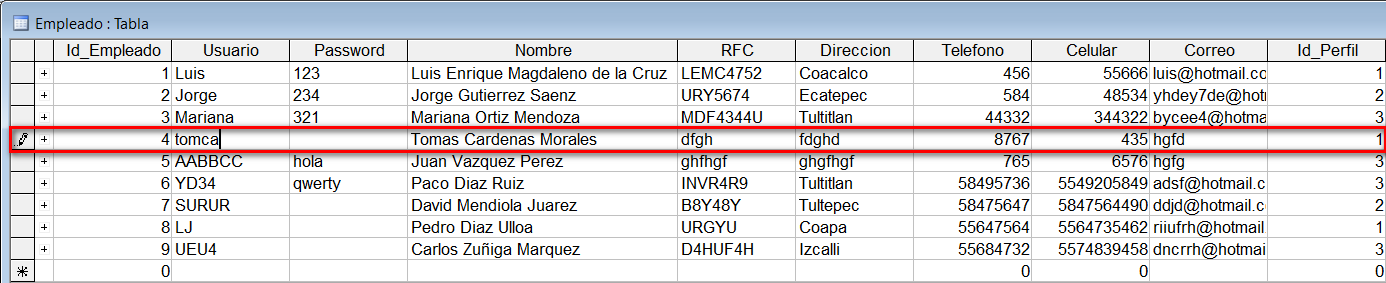 Empleado : Tabla
Id_Empleado Usuario Password Nombre RFC Direccion Telefono Celular Correo Id_Perfil
+ 1 Luis 123 Luis Enrique Magdaleno de la Cruz LEMC4752 Coacalco 456 55666 luis@hotmail.cc 1
+ 2 Jorge 234 Jorge Gutierrez Saenz URY5674 Ecatepec 584 48534 yhdey7de@hotn 2
+ 3 Mariana 321 Mariana Ortiz Mendoza MDF4344U Tultitlan 44332 344322 bycee4@hotma 3
+ 4 tomca Tomas Cardenas Morales dfgh fdghd 8767 435 hgfd 1
+ 5 AABBCC hola Juan Vazquez Perez ghfhgf ghgfhgf 765 6576 hgfg 3
+ 6 YD34 qwerty Paco Diaz Ruiz INVR4R9 Tultitlan 58495736 5549205849 adsf@hotmail.c 3
+ 7 SURUR David Mendiola Juarez B8Y48Y Tultepec 58475647 5847564490 ddjd@hotmail.c 2
+ 8 LJ Pedro Diaz Ulloa URGYU Coapa 55647564 5564735462 riiufrh@hotmail. 1
+ 9 UEU4 Carlos Zuñiga Marquez D4HUF4H Izcalli 55684732 5574839458 dncrrh@hotmai 3
0 0 0 0